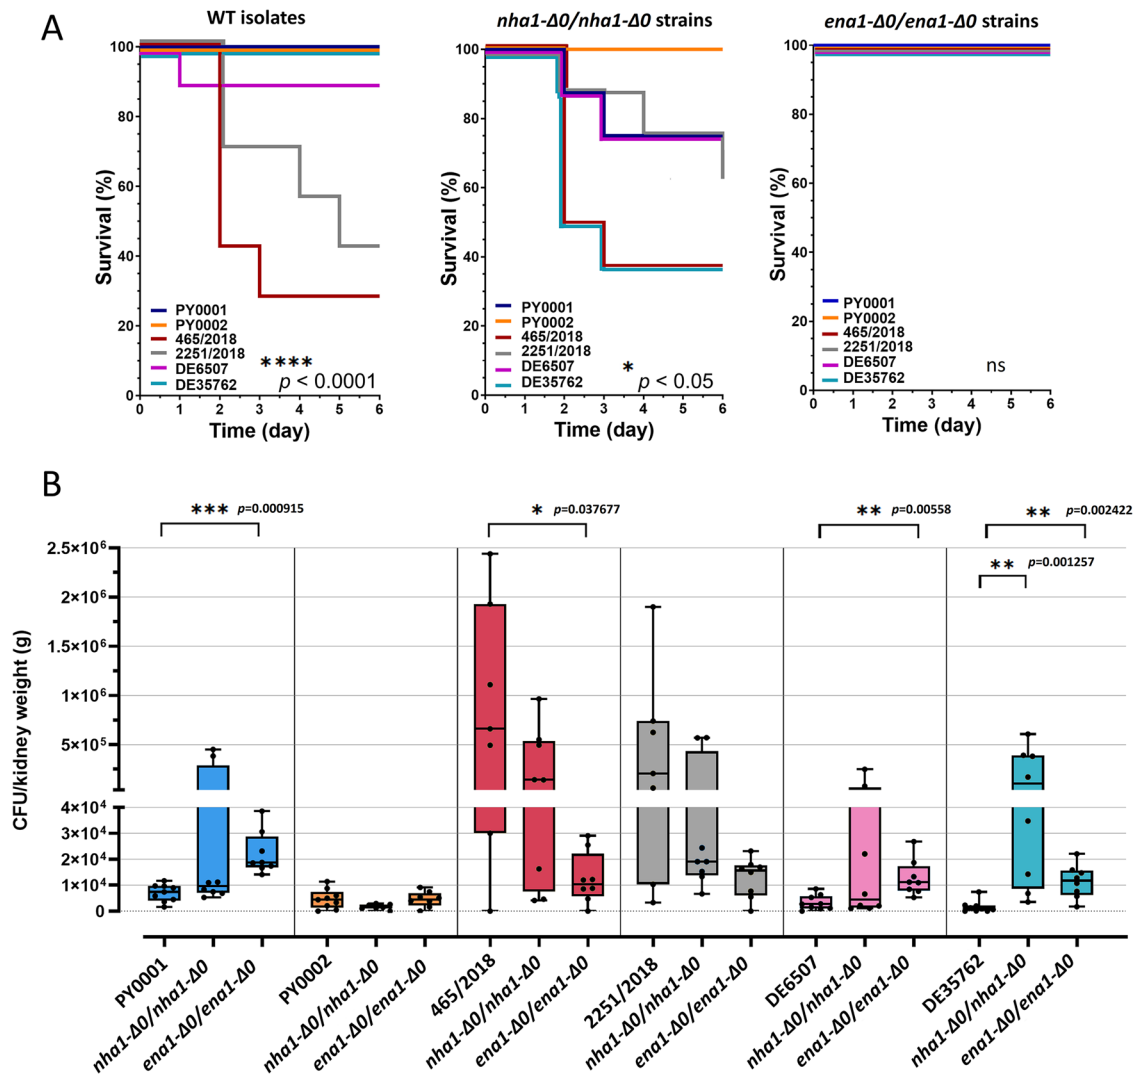 A
WT isolates
nha1-Δ0/nha1-Δ0 strains
ena1-Δ0/ena1-Δ0 strains
Survival (%)
100
80
60
40
20
0
PY0001
PY0002
465/2018
2251/2018
DE6507
DE35762
****
p < 0.0001
0 1 2 3 4 5 6
Time (day)
Survival (%)
100
80
60
40
20
0
PY0001
PY0002
465/2018
2251/2018
DE6507
DE35762
*
p < 0.05
0 1 2 3 4 5 6
Time (day)
Survival (%)
100
80
60
40
20
0
PY0001
PY0002
465/2018
2251/2018
DE6507
DE35762
ns
0 1 2 3 4 5 6
Time (day)
B
*** p=0.000915
* p=0.037677
** p=0.00558
** p=0.002422
** p=0.001257
CFU/kidney weight (g)
2.5×10⁶
2×10⁶
1.5×10⁶
1×10⁶
5×10⁵
4×10⁴
3×10⁴
2×10⁴
1×10⁴
0
PY0001
nha1-Δ0/nha1-Δ0
ena1-Δ0/ena1-Δ0
PY0002
nha1-Δ0/nha1-Δ0
ena1-Δ0/ena1-Δ0
465/2018
nha1-Δ0/nha1-Δ0
ena1-Δ0/ena1-Δ0
2251/2018
nha1-Δ0/nha1-Δ0
ena1-Δ0/ena1-Δ0
DE6507
nha1-Δ0/nha1-Δ0
ena1-Δ0/ena1-Δ0
DE35762
nha1-Δ0/nha1-Δ0
ena1-Δ0/ena1-Δ0